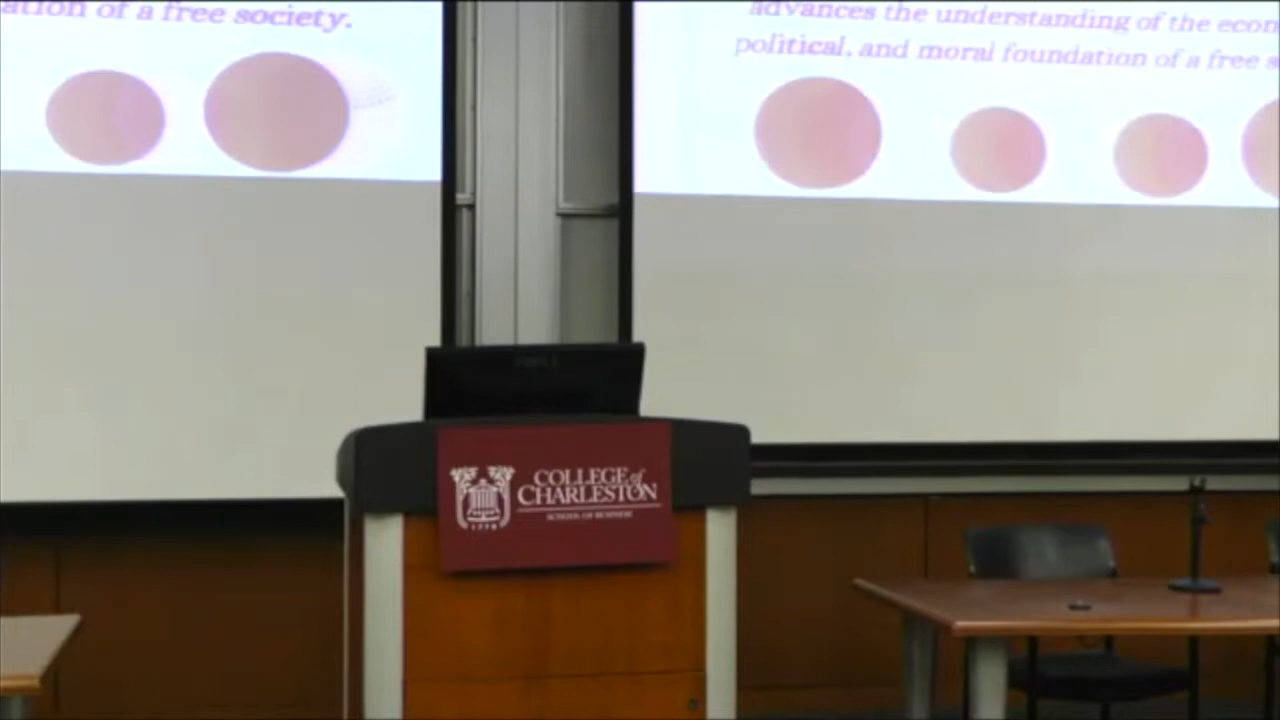 ation of a free society.
advances the understanding of the econ
political, and moral foundation of a free s
COLLEGE of
CHARLESTON
SCHOOL OF BUSINESS
1770